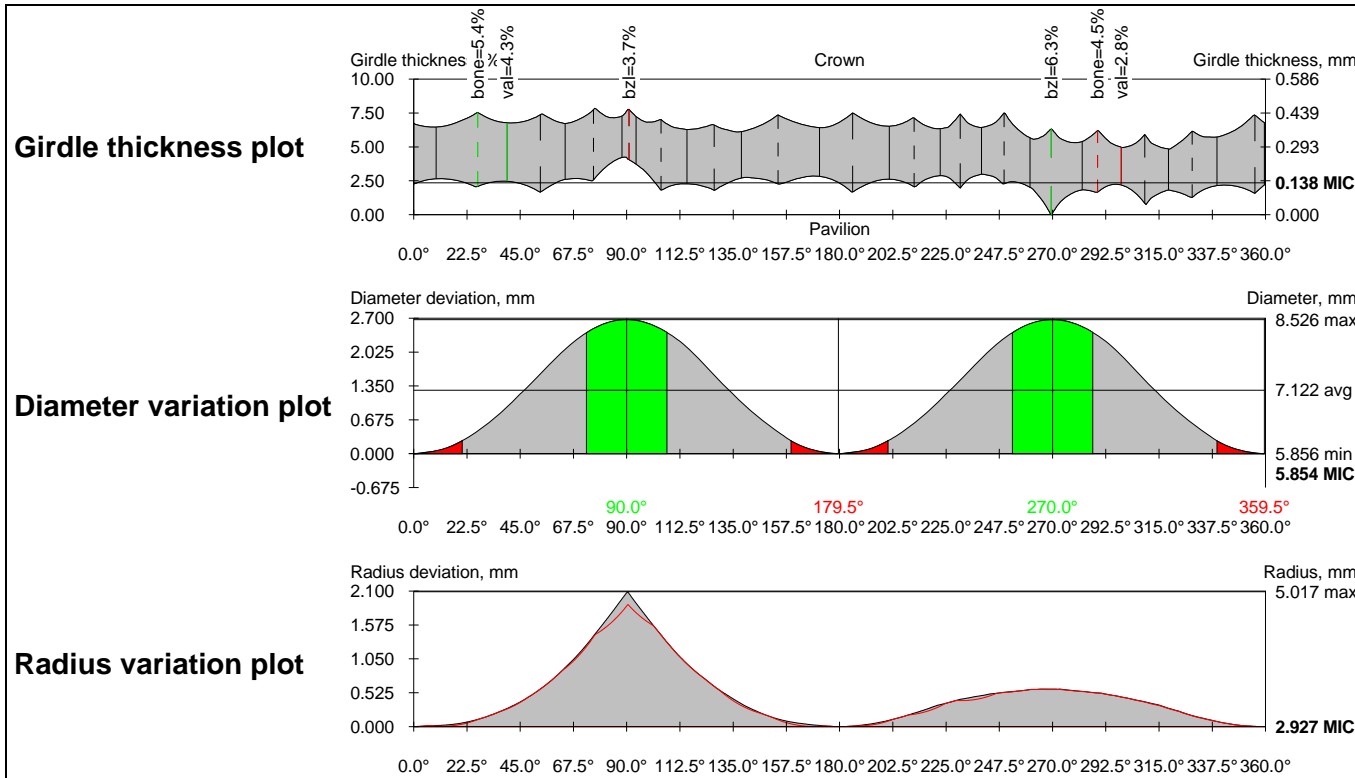 bone=5.4%
val=4.3%
bzl=3.7%
bzl=6.3%
bone=4.5%
val=2.8%
Girdle thickness % Crown Girdle thickness, mm
10.00 0.586
7.50 0.439
Girdle thickness plot
5.00 0.293
2.50 0.138 MIC
0.00 0.000
Pavilion
0.0° 22.5° 45.0° 67.5° 90.0° 112.5° 135.0° 157.5° 180.0° 202.5° 225.0° 247.5° 270.0° 292.5° 315.0° 337.5° 360.0°
Diameter deviation, mm Diameter, mm
2.700 8.526 max
2.025
1.350 7.122 avg
Diameter variation plot
0.675
0.000 5.856 min
5.854 MIC
-0.675
90.0° 179.5° 270.0° 359.5°
0.0° 22.5° 45.0° 67.5° 90.0° 112.5° 135.0° 157.5° 180.0° 202.5° 225.0° 247.5° 270.0° 292.5° 315.0° 337.5° 360.0°
Radius deviation, mm Radius, mm
2.100 5.017 max
1.575
1.050
Radius variation plot
0.525
0.000 2.927 MIC
0.0° 22.5° 45.0° 67.5° 90.0° 112.5° 135.0° 157.5° 180.0° 202.5° 225.0° 247.5° 270.0° 292.5° 315.0° 337.5° 360.0°